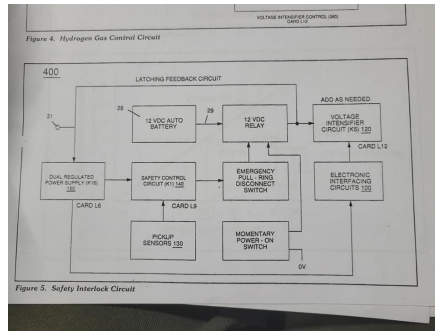 VOLTAGE INTENSIFIER CONTROL (360)
CARD L12
Figure 4. Hydrogen Gas Control Circuit
400
LATCHING FEEDBACK CIRCUIT
28
29
31
12 VDC AUTO
BATTERY
12 VDC
RELAY
ADD AS NEEDED
VOLTAGE
INTENSIFIER
CIRCUIT (K5) 120
CARD L12
DUAL REGULATED
POWER SUPPLY (K16)
150
CARD L6
SAFETY CONTROL
CIRCUIT (K1) 140
CARD L9
EMERGENCY
PULL - RING
DISCONNECT
SWITCH
ELECTRONIC
INTERFACING
CIRCUITS 100
PICKUP
SENSORS 130
MOMENTARY
POWER - ON
SWITCH
0V
Figure 5. Safety Interlock Circuit